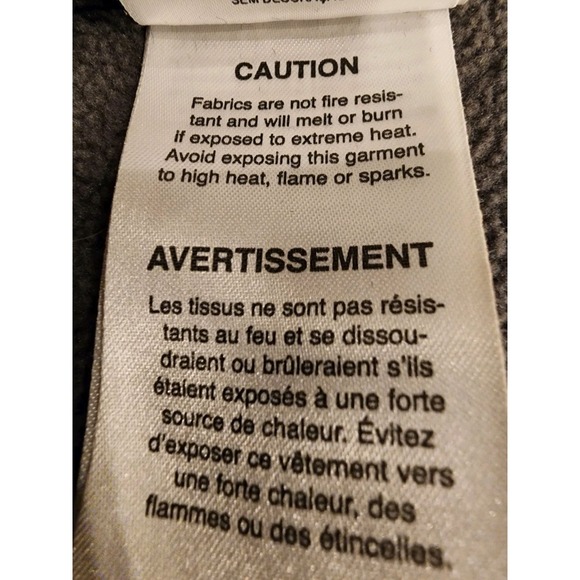 CAUTION
Fabrics are not fire resis-
tant and will melt or burn
if exposed to extreme heat.
Avoid exposing this garment
to high heat, flame or sparks.
AVERTISSEMENT
Les tissus ne sont pas résis-
tants au feu et se dissou-
draient ou brûleraient s'ils
étaient exposés à une forte
source de chaleur. Évitez
d'exposer ce vêtement vers
une forte chaleur, des
flammes ou des étincelles.